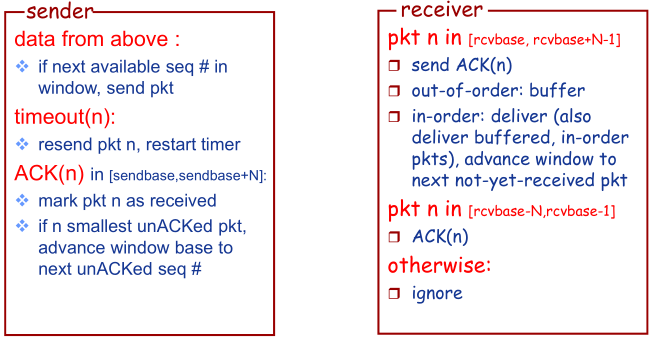 sender
data from above :
❖ if next available seq # in
window, send pkt
timeout(n):
❖ resend pkt n, restart timer
ACK(n) in [sendbase,sendbase+N]:
❖ mark pkt n as received
❖ if n smallest unACKed pkt,
advance window base to
next unACKed seq #
receiver
pkt n in [rcvbase, rcvbase+N-1]
❒ send ACK(n)
❒ out-of-order: buffer
❒ in-order: deliver (also
deliver buffered, in-order
pkts), advance window to
next not-yet-received pkt
pkt n in [rcvbase-N,rcvbase-1]
❒ ACK(n)
otherwise:
❒ ignore